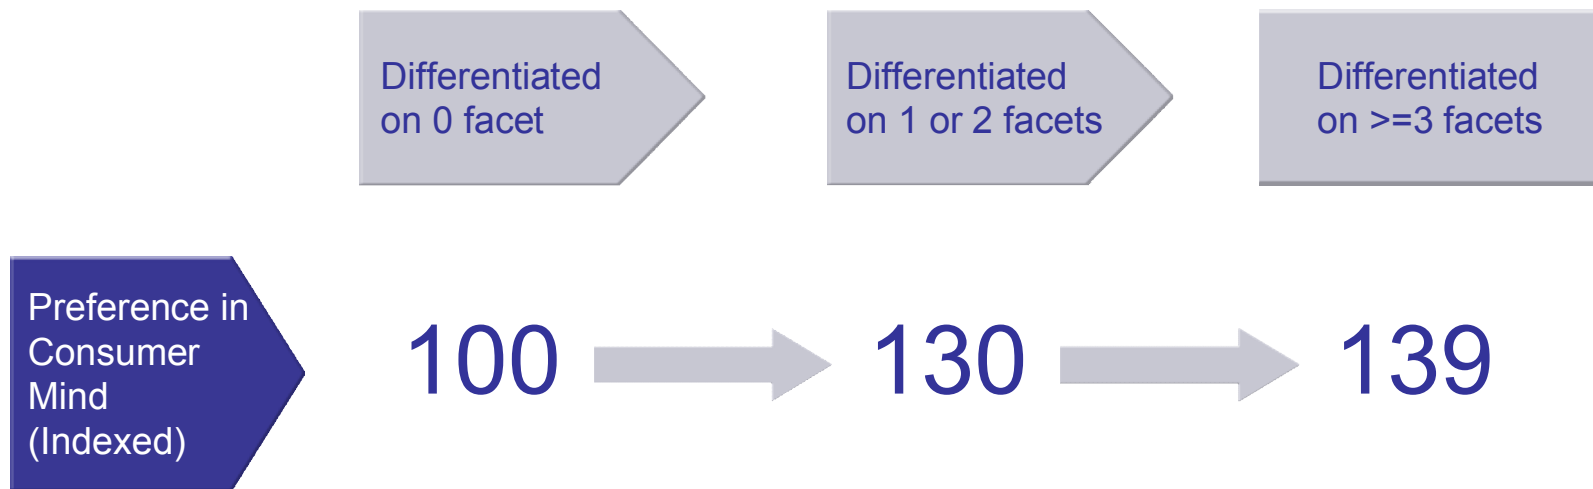 Differentiated
on 0 facet
Differentiated
on 1 or 2 facets
Differentiated
on >=3 facets
Preference in
Consumer
Mind
(Indexed)
100
130
139